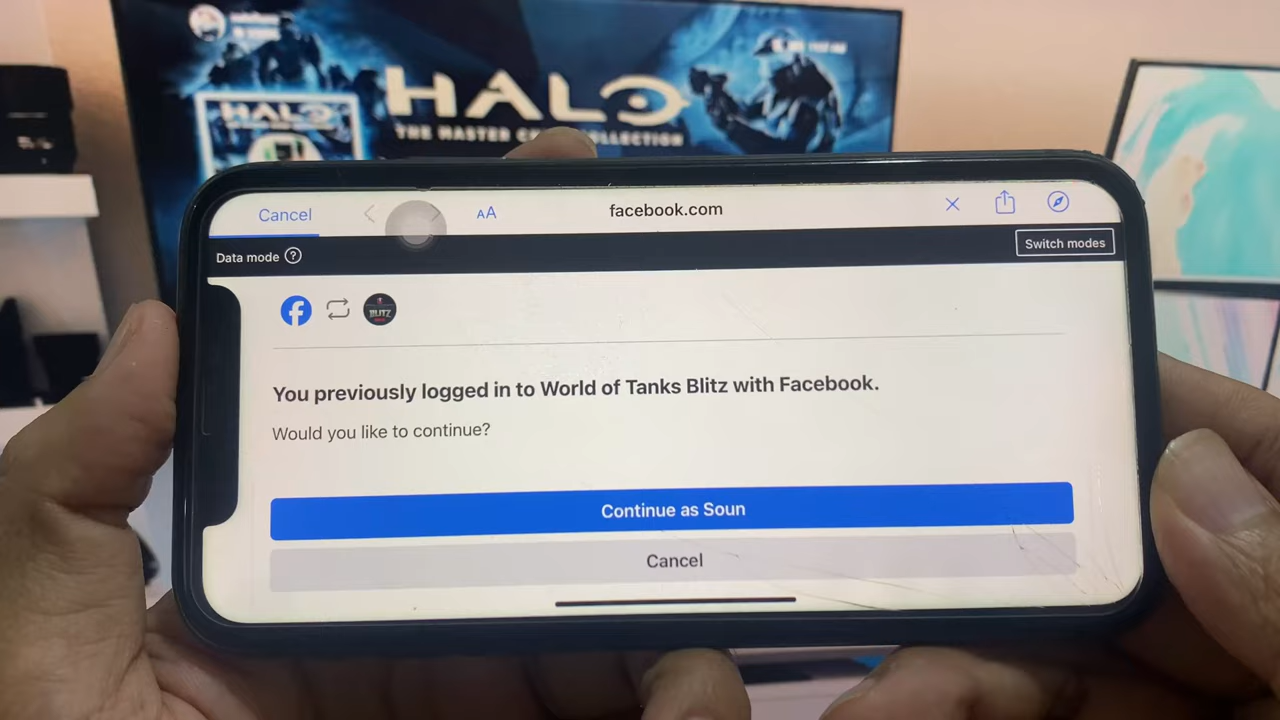 HALO
THE MASTER CHIEF COLLECTION
HALO
Cancel
AA
facebook.com
Data mode
?
Switch modes
f
BLITZ
You previously logged in to World of Tanks Blitz with Facebook.
Would you like to continue?
Continue as Soun
Cancel